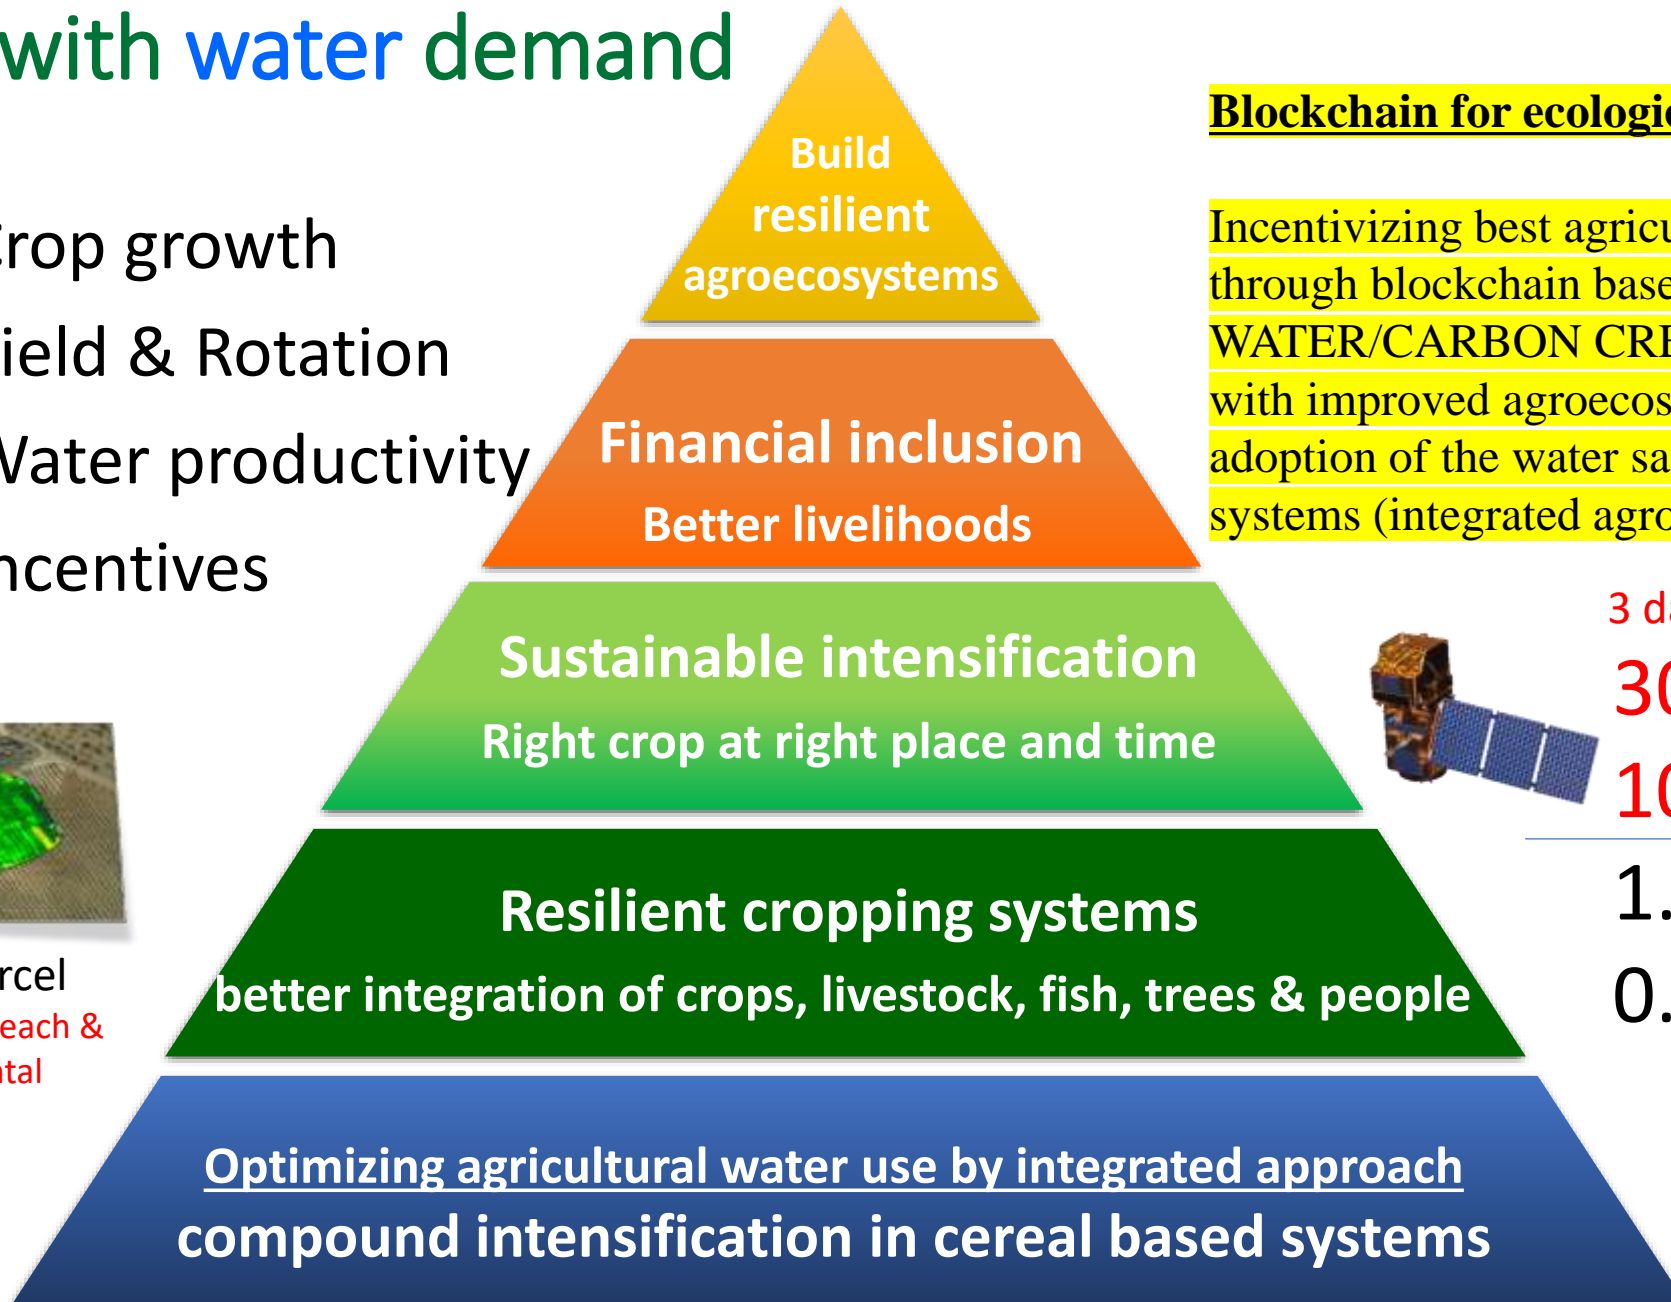 with water demand
rop growth
ield & Rotation
Water productivity
ncentives
rcel
each &
ntal
Build
resilient
agroecosystems
Financial inclusion
Better livelihoods
Sustainable intensification
Right crop at right place and time
Resilient cropping systems
better integration of crops, livestock, fish, trees & people
Optimizing agricultural water use by integrated approach
compound intensification in cereal based systems
Blockchain for ecologi
Incentivizing best agricu
through blockchain base
WATER/CARBON CRE
with improved agroecos
adoption of the water sa
systems (integrated agro
3 da
30
10
1.
0.